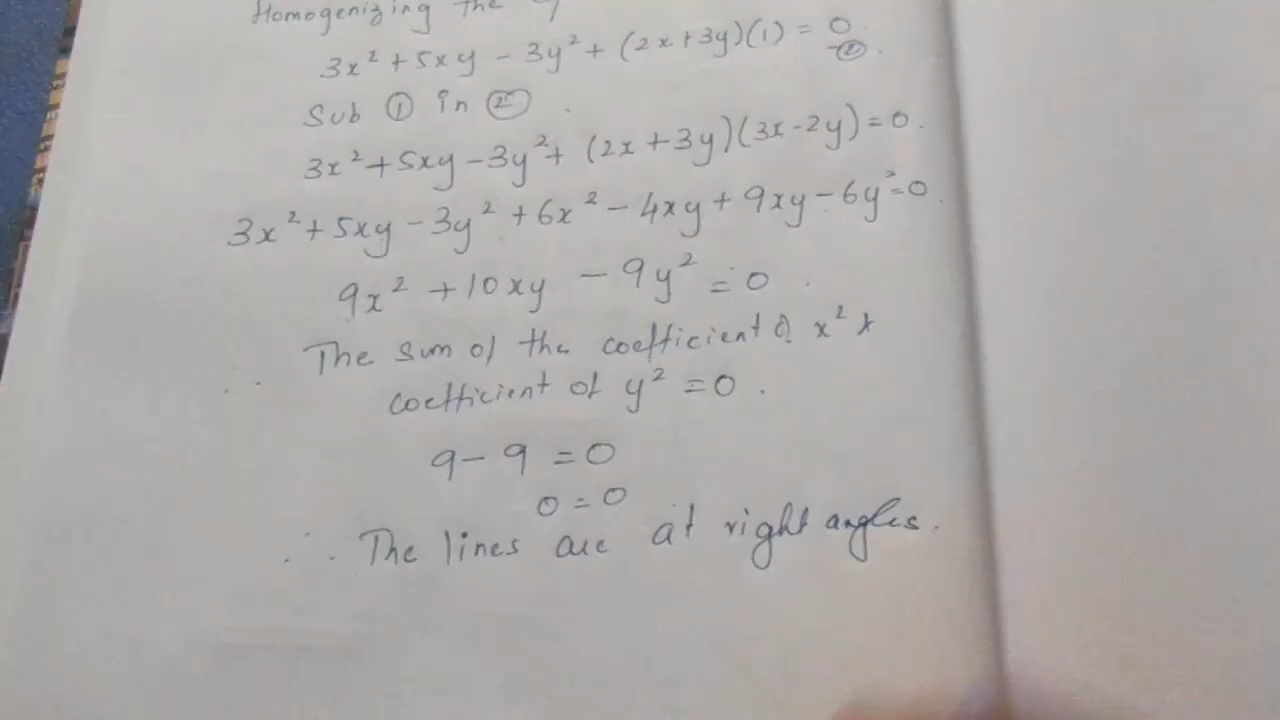 Homogenizing the
3x² + 5xy - 3y² + (2x + 3y)(1) = 0 -②.
Sub ① in ②.
3x² + 5xy - 3y² + (2x + 3y)(3x - 2y) = 0.
3x² + 5xy - 3y² + 6x² - 4xy + 9xy - 6y² = 0.
9x² + 10xy - 9y² = 0.
The sum of the coefficient of x² +
coefficient of y² = 0.
9 - 9 = 0
0 = 0
∴ The lines are at right angles.